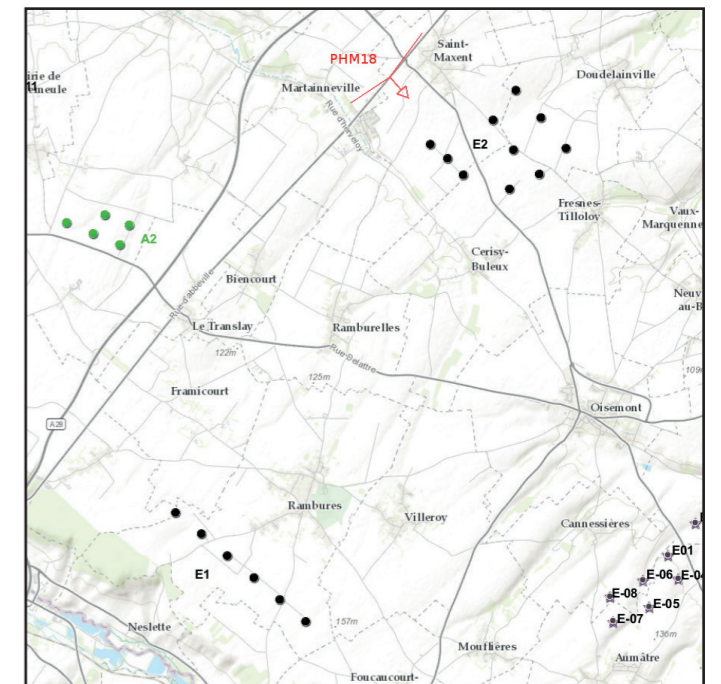 Saint-
Maxent
PHM18
Doudelainville
irie de
Martainneville
Rue d'hérveloy
E2
Fresnes-
Tilloloy
Vaux-
Marquenne
A2
Cerisy-
Buleux
Biencourt
Rue d'abbeville
Neuv
au-B
Le Translay
Ramburelles
122m
Rue Delattre
125m
109
Framicourt
Oisemont
A28
Rambures
Villeroy
Cannessières
E01
E1
E-06
E-04
E-08
E-05
E-07
Neslette
157m
136m
Mouflières
Aumâtre
Foucaucourt-